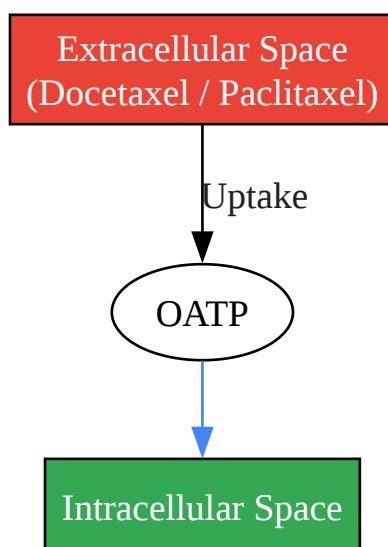 Extracellular Space
(Docetaxel / Paclitaxel)
Uptake
OATP
Intracellular Space